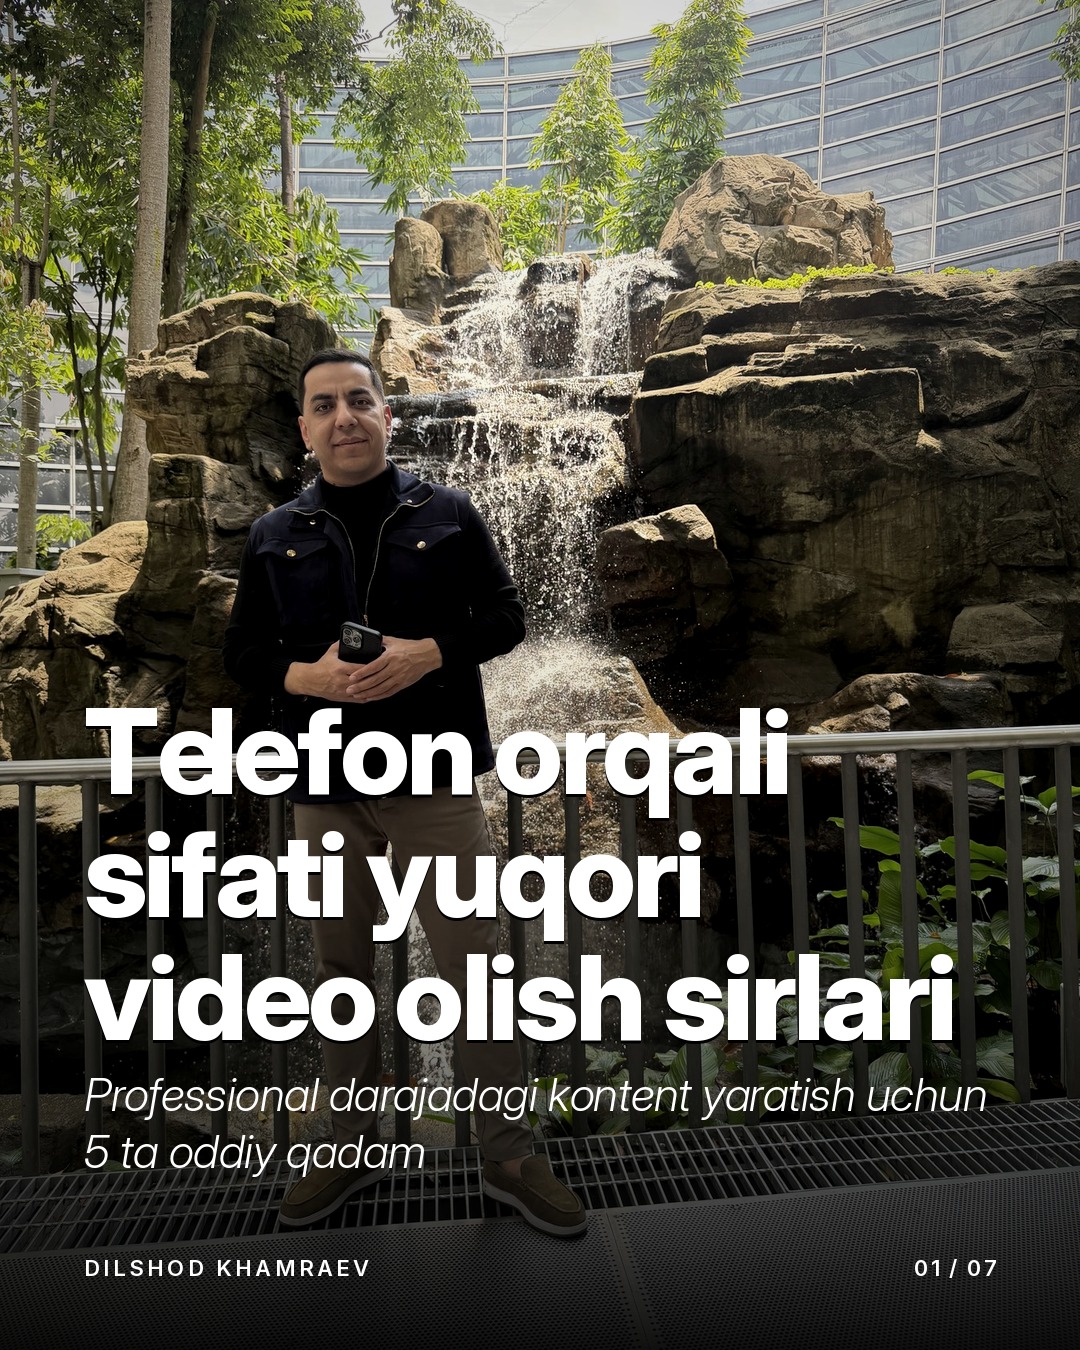 Tdefon orqali
sifati yuqori
video olish sirlari
Professional darajadagi kontent yaratish uchun
5 ta oddiy qadam
DILSHOD KHAMRAEV
01 / 07